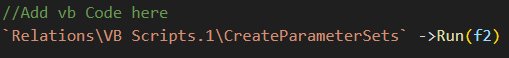 //Add vb Code here
`Relations\VB Scripts.1\CreateParameterSets` ->Run(f2)